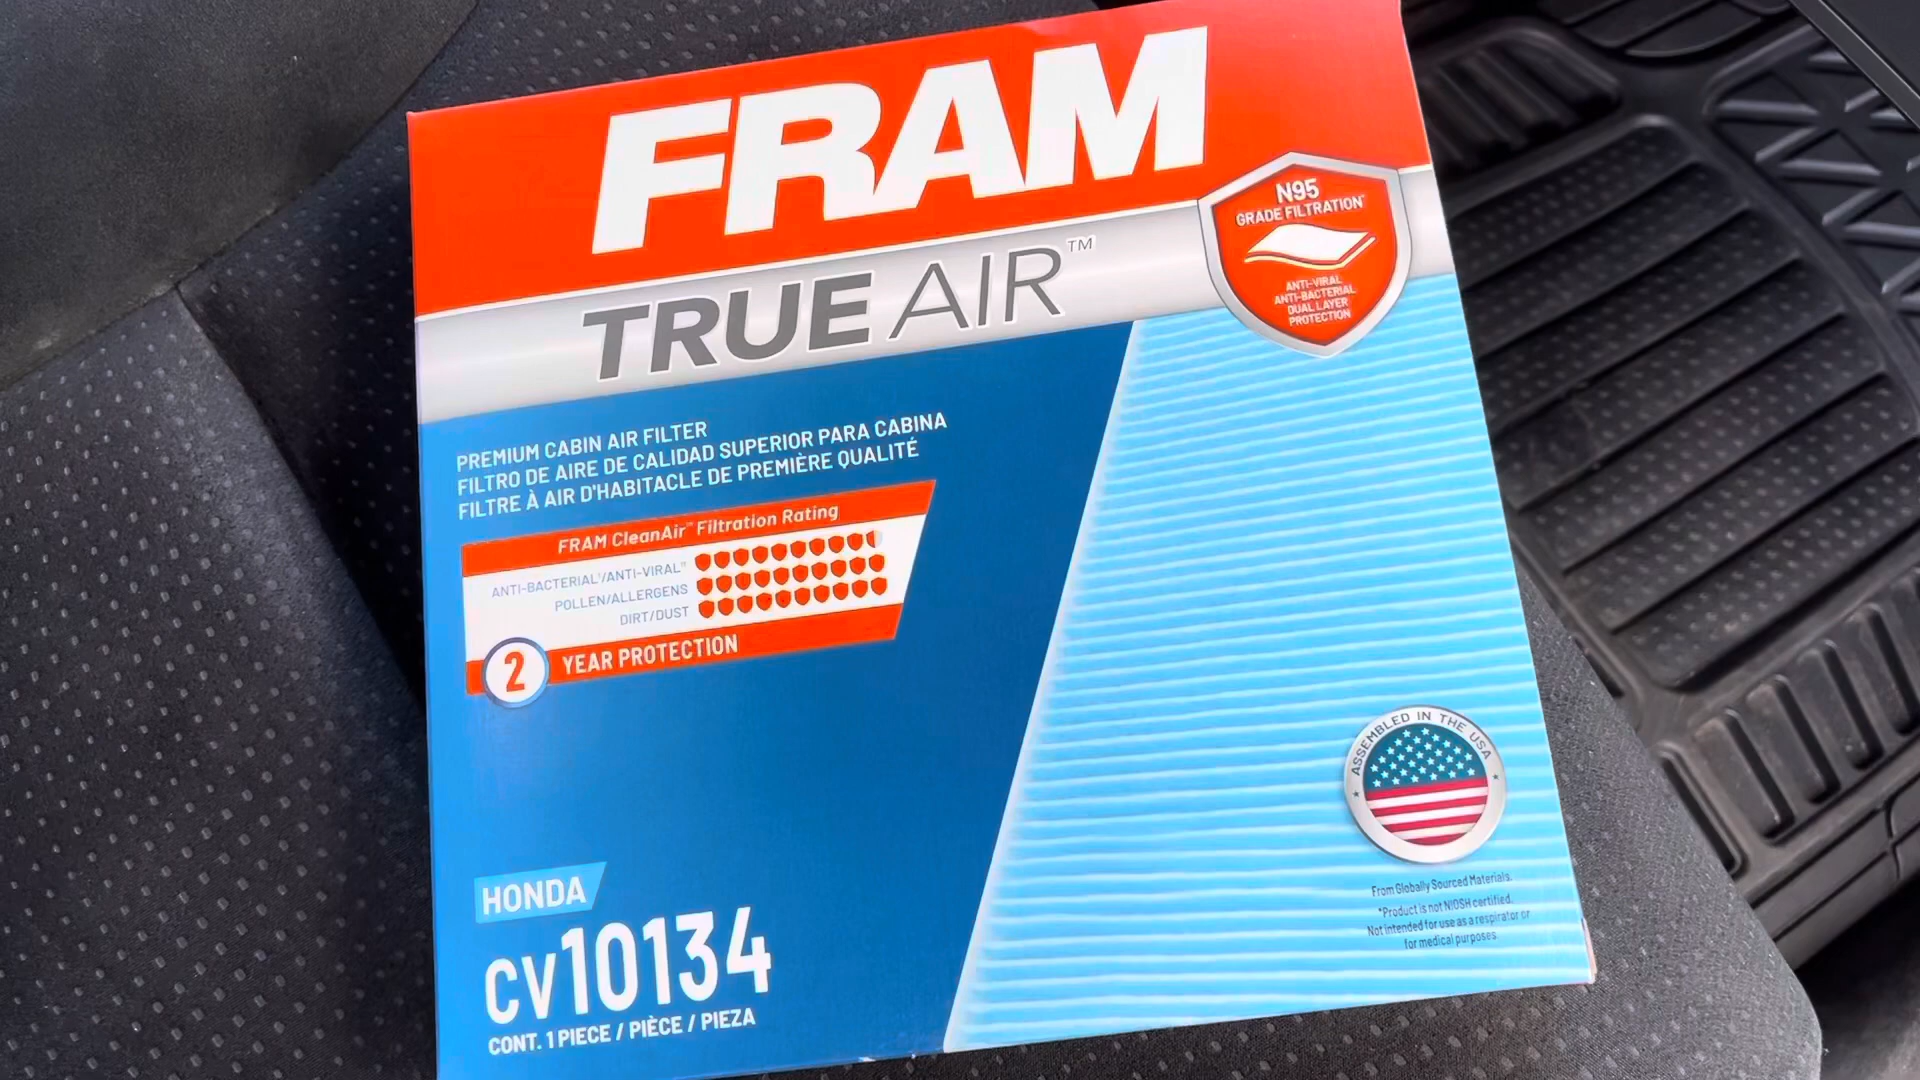 FRAM
TRUE AIR™
N95
GRADE FILTRATION*
ANTI-VIRAL
ANTI-BACTERIAL
DUAL LAYER
PROTECTION
PREMIUM CABIN AIR FILTER
FILTRO DE AIRE DE CALIDAD SUPERIOR PARA CABINA
FILTRE À AIR D'HABITACLE DE PREMIÈRE QUALITÉ
FRAM CleanAir™ Filtration Rating
ANTI-BACTERIAL†/ANTI-VIRAL††
POLLEN/ALLERGENS
DIRT/DUST
2 YEAR PROTECTION
ASSEMBLED IN THE USA
From Globally Sourced Materials.
*Product is not NIOSH certified.
Not intended for use as a respirator or
for medical purposes.
HONDA
CV10134
CONT. 1 PIECE / PIÈCE / PIEZA